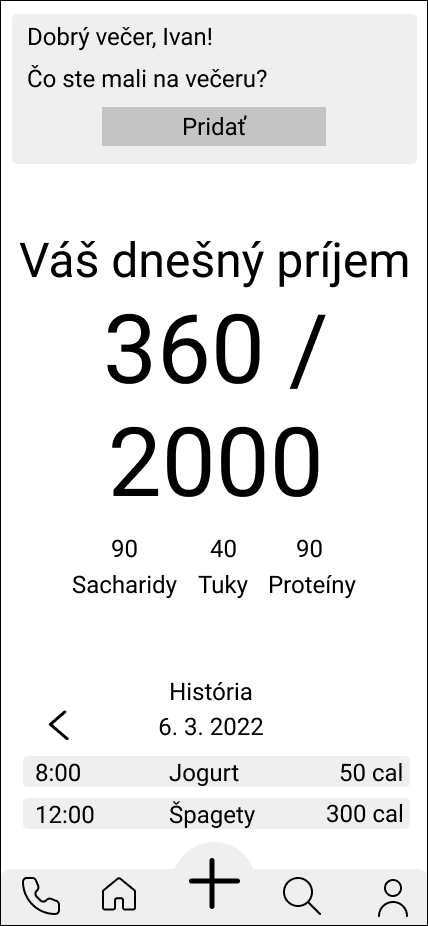 Dobrý večer, Ivan!
Čo ste mali na večeru?
Pridať
Váš dnešný príjem
360 /
2000
90 40 90
Sacharidy Tuky Proteíny
História
6. 3. 2022
8:00 Jogurt 50 cal
12:00 Špagety 300 cal